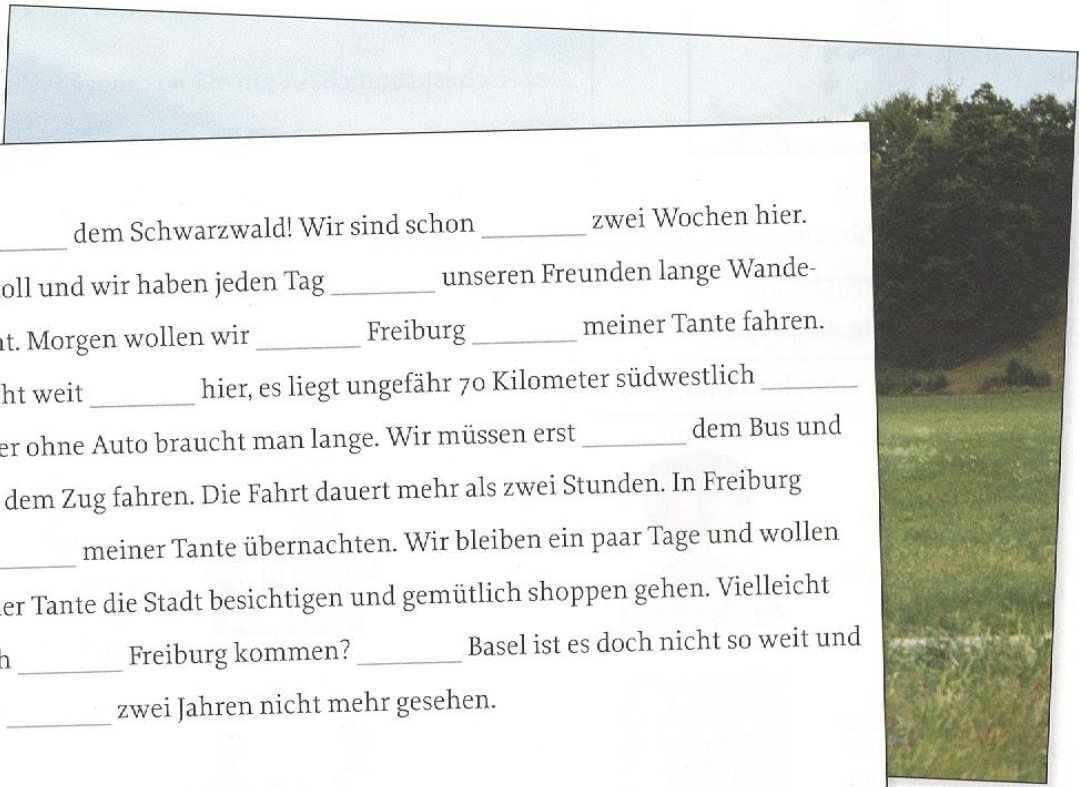 ________ dem Schwarzwald! Wir sind schon ________ zwei Wochen hier.
oll und wir haben jeden Tag ________ unseren Freunden lange Wande-
ht. Morgen wollen wir ________ Freiburg ________ meiner Tante fahren.
ht weit ________ hier, es liegt ungefähr 70 Kilometer südwestlich ________
er ohne Auto braucht man lange. Wir müssen erst ________ dem Bus und
dem Zug fahren. Die Fahrt dauert mehr als zwei Stunden. In Freiburg
________ meiner Tante übernachten. Wir bleiben ein paar Tage und wollen
er Tante die Stadt besichtigen und gemütlich shoppen gehen. Vielleicht
h ________ Freiburg kommen? ________ Basel ist es doch nicht so weit und
________ zwei Jahren nicht mehr gesehen.